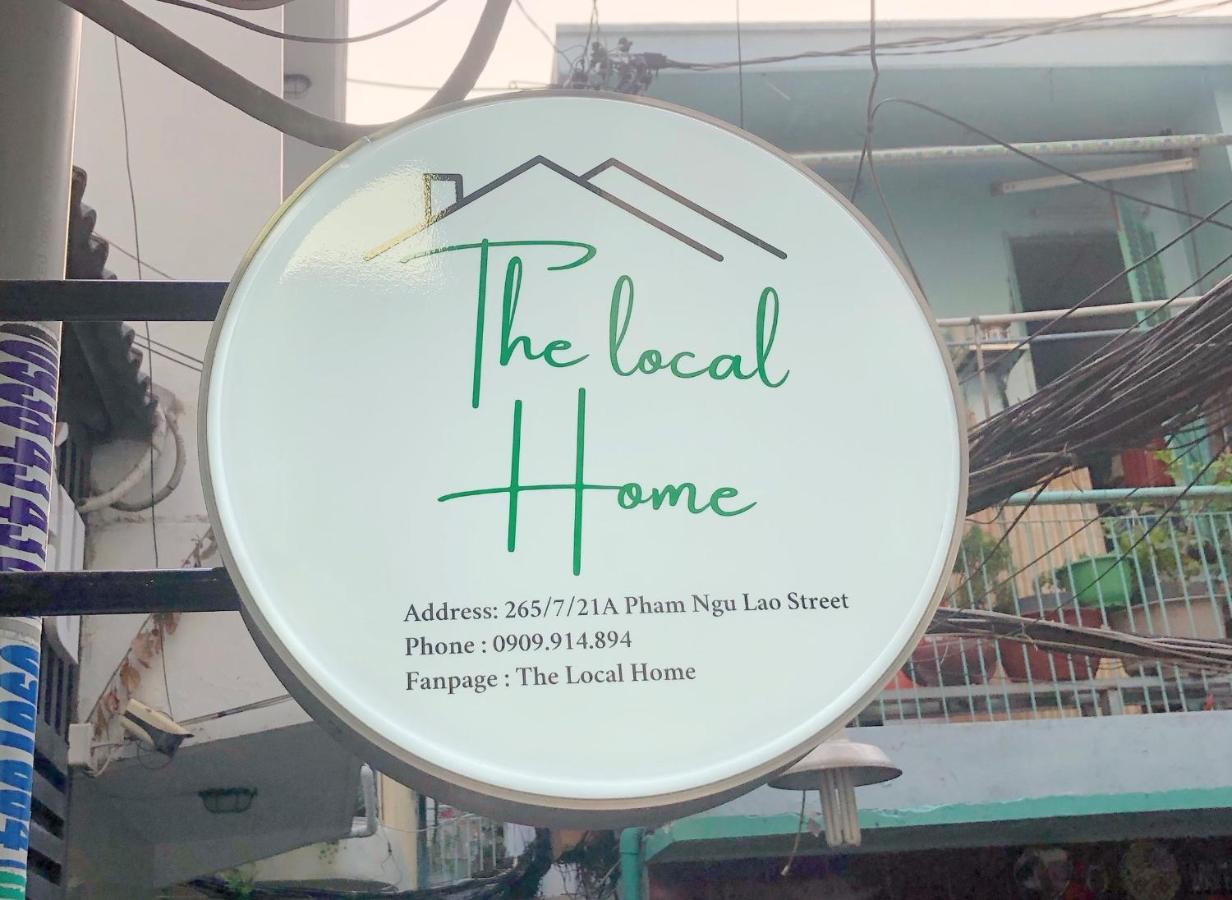 The local
Home
Address: 265/7/21A Pham Ngu Lao Street
Phone : 0909.914.894
Fanpage : The Local Home